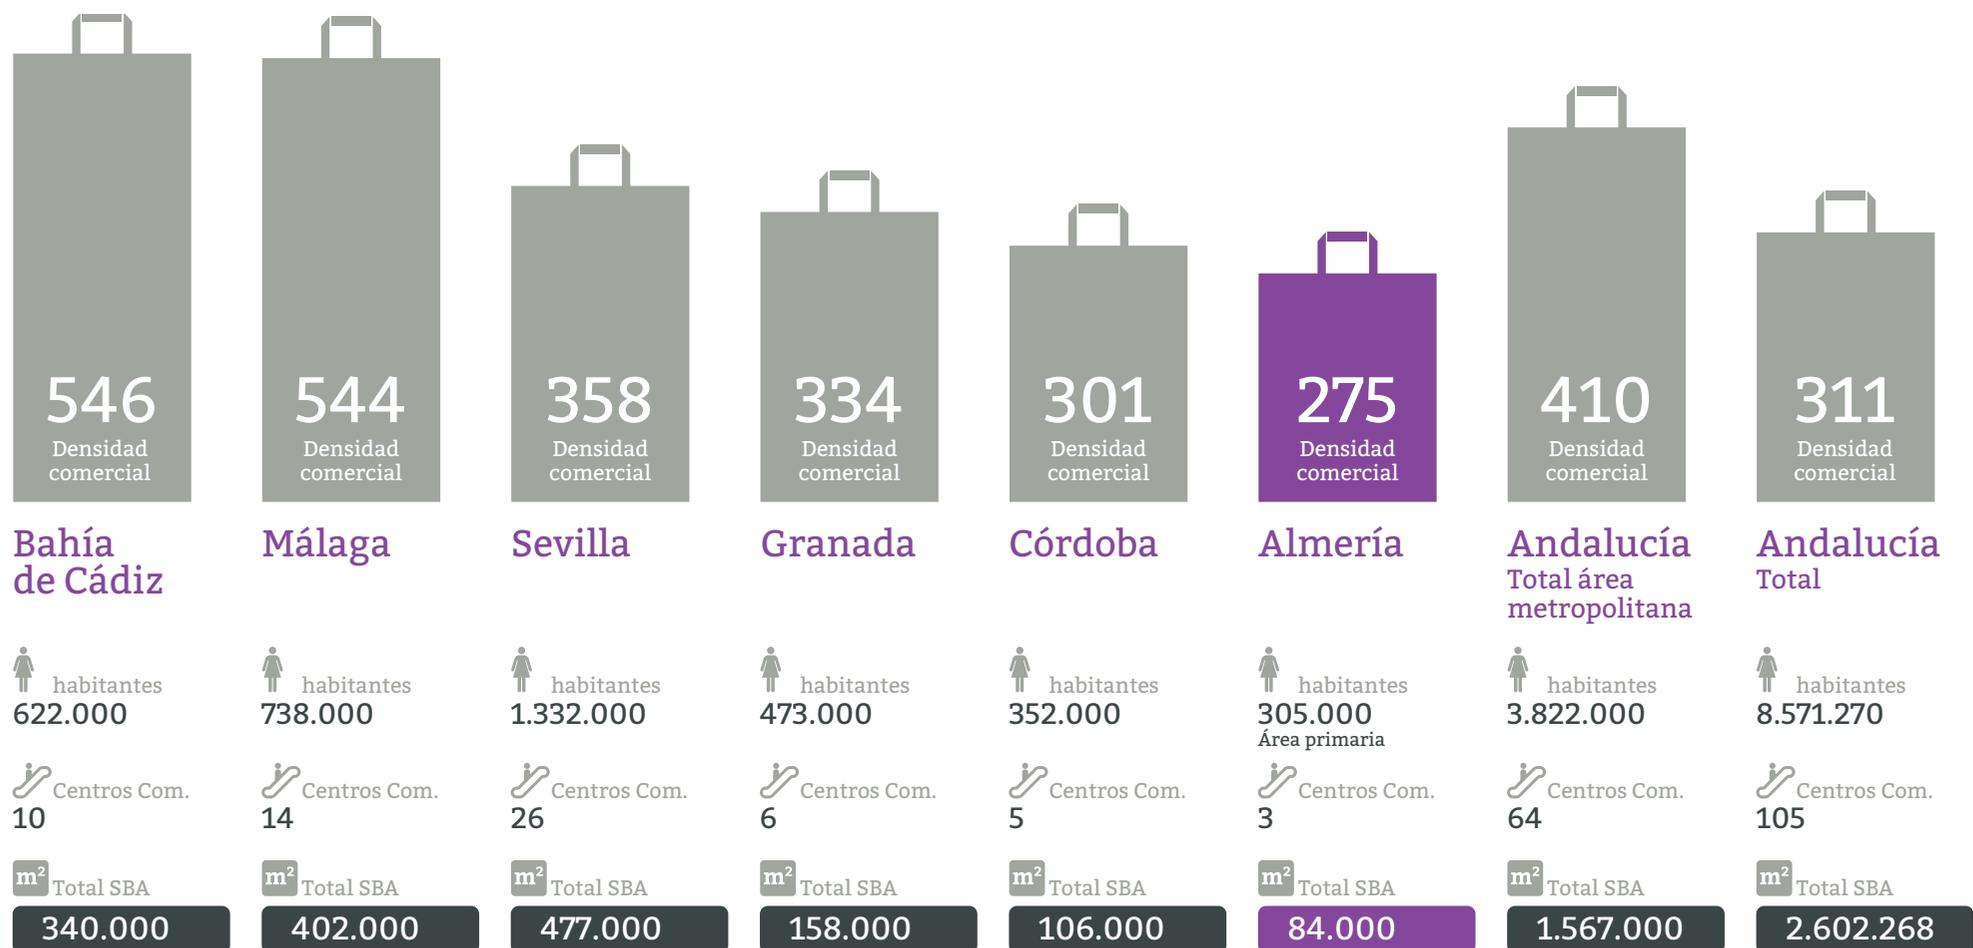 546
Densidad
comercial
Bahía
de Cádiz
habitantes
622.000
Centros Com.
10
m² Total SBA
340.000
544
Densidad
comercial
Málaga
habitantes
738.000
Centros Com.
14
m² Total SBA
402.000
358
Densidad
comercial
Sevilla
habitantes
1.332.000
Centros Com.
26
m² Total SBA
477.000
334
Densidad
comercial
Granada
habitantes
473.000
Centros Com.
6
m² Total SBA
158.000
301
Densidad
comercial
Córdoba
habitantes
352.000
Centros Com.
5
m² Total SBA
106.000
275
Densidad
comercial
Almería
habitantes
305.000
Área primaria
Centros Com.
3
m² Total SBA
84.000
410
Densidad
comercial
Andalucía
Total área
metropolitana
habitantes
3.822.000
Centros Com.
64
m² Total SBA
1.567.000
311
Densidad
comercial
Andalucía
Total
habitantes
8.571.270
Centros Com.
105
m² Total SBA
2.602.268